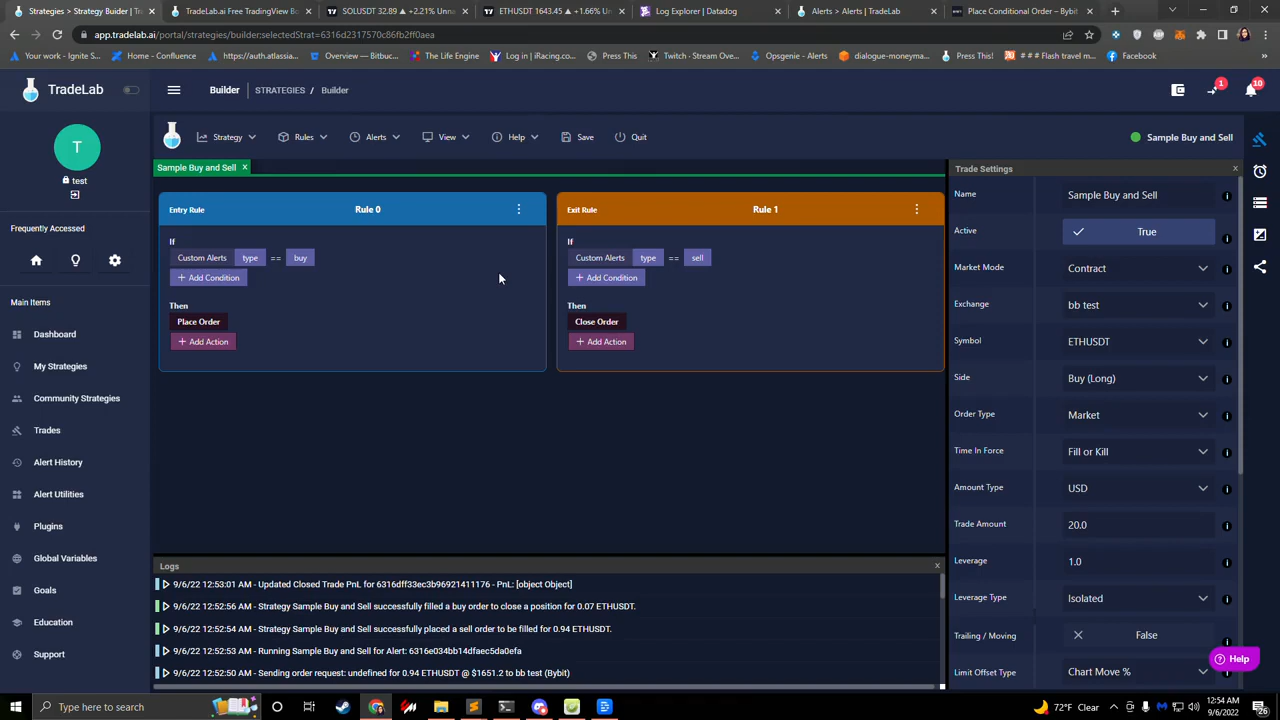 Strategies > Strategy Buider | Tr
TradeLab.ai Free TradingView Bo
SOLUSDT 32.89 ▲ +2.21% Unna
ETHUSDT 1643.45 ▲ +1.66% Unn
Log Explorer | Datadog
Alerts > Alerts | TradeLab
Place Conditional Order – Bybit
app.tradelab.ai/portal/strategies/builder;selectedStrat=6316d2317570c86fb2ff0aea
Your work - Ignite S...
Home - Confluence
https://auth.atlassia...
Overview — Bitbuc...
The Life Engine
Log in | iRacing.co...
Press This
Twitch - Stream Ove...
Opsgenie - Alerts
dialogue-moneyma...
Press This!
# # # Flash travel m...
Facebook
TradeLab
Builder
STRATEGIES / Builder
1
10
T
test
Frequently Accessed
Main Items
Dashboard
My Strategies
Community Strategies
Trades
Alert History
Alert Utilities
Plugins
Global Variables
Goals
Education
Support
Strategy
Rules
Alerts
View
Help
Save
Quit
Sample Buy and Sell
Sample Buy and Sell x
Entry Rule
Rule 0
If
Custom Alerts type == buy
+ Add Condition
Then
Place Order
+ Add Action
Exit Rule
Rule 1
If
Custom Alerts type == sell
+ Add Condition
Then
Close Order
+ Add Action
Logs
9/6/22 12:53:01 AM - Updated Closed Trade PnL for 6316dff33ec3b96921411176 - PnL: [object Object]
9/6/22 12:52:56 AM - Strategy Sample Buy and Sell successfully filled a buy order to close a position for 0.07 ETHUSDT.
9/6/22 12:52:54 AM - Strategy Sample Buy and Sell successfully placed a sell order to be filled for 0.94 ETHUSDT.
9/6/22 12:52:53 AM - Running Sample Buy and Sell for Alert: 6316e034bb14dfaec5da0efa
9/6/22 12:52:50 AM - Sending order request: undefined for 0.94 ETHUSDT @ $1651.2 to bb test (Bybit)
Trade Settings
Name Sample Buy and Sell
Active True
Market Mode Contract
Exchange bb test
Symbol ETHUSDT
Side Buy (Long)
Order Type Market
Time In Force Fill or Kill
Amount Type USD
Trade Amount 20.0
Leverage 1.0
Leverage Type Isolated
Trailing / Moving False
Limit Offset Type Chart Move %
Help
Type here to search
72°F Clear
12:54 AM
9/6/2022
26